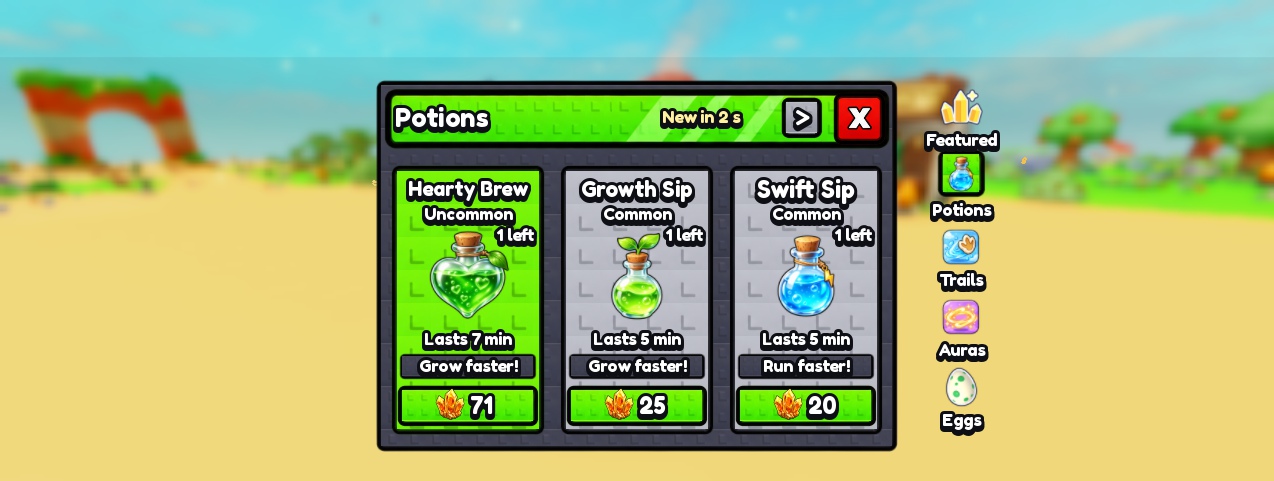 Potions
New in 2 s
>
X
Hearty Brew
Uncommon
1 left
Lasts 7 min
Grow faster!
71
Growth Sip
Common
1 left
Lasts 5 min
Grow faster!
25
Swift Sip
Common
1 left
Lasts 5 min
Run faster!
20
Featured
Potions
Trails
Auras
Eggs